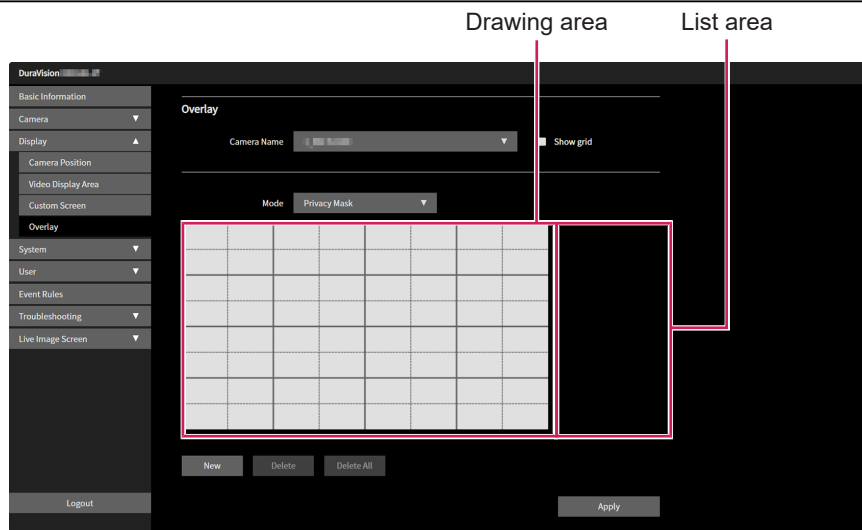 Drawing area List area
DuraVision
Basic Information
Camera
Display
Camera Position
Video Display Area
Custom Screen
Overlay
System
User
Event Rules
Troubleshooting
Live Image Screen
Logout
Overlay
Camera Name
Show grid
Mode Privacy Mask
New Delete Delete All
Apply